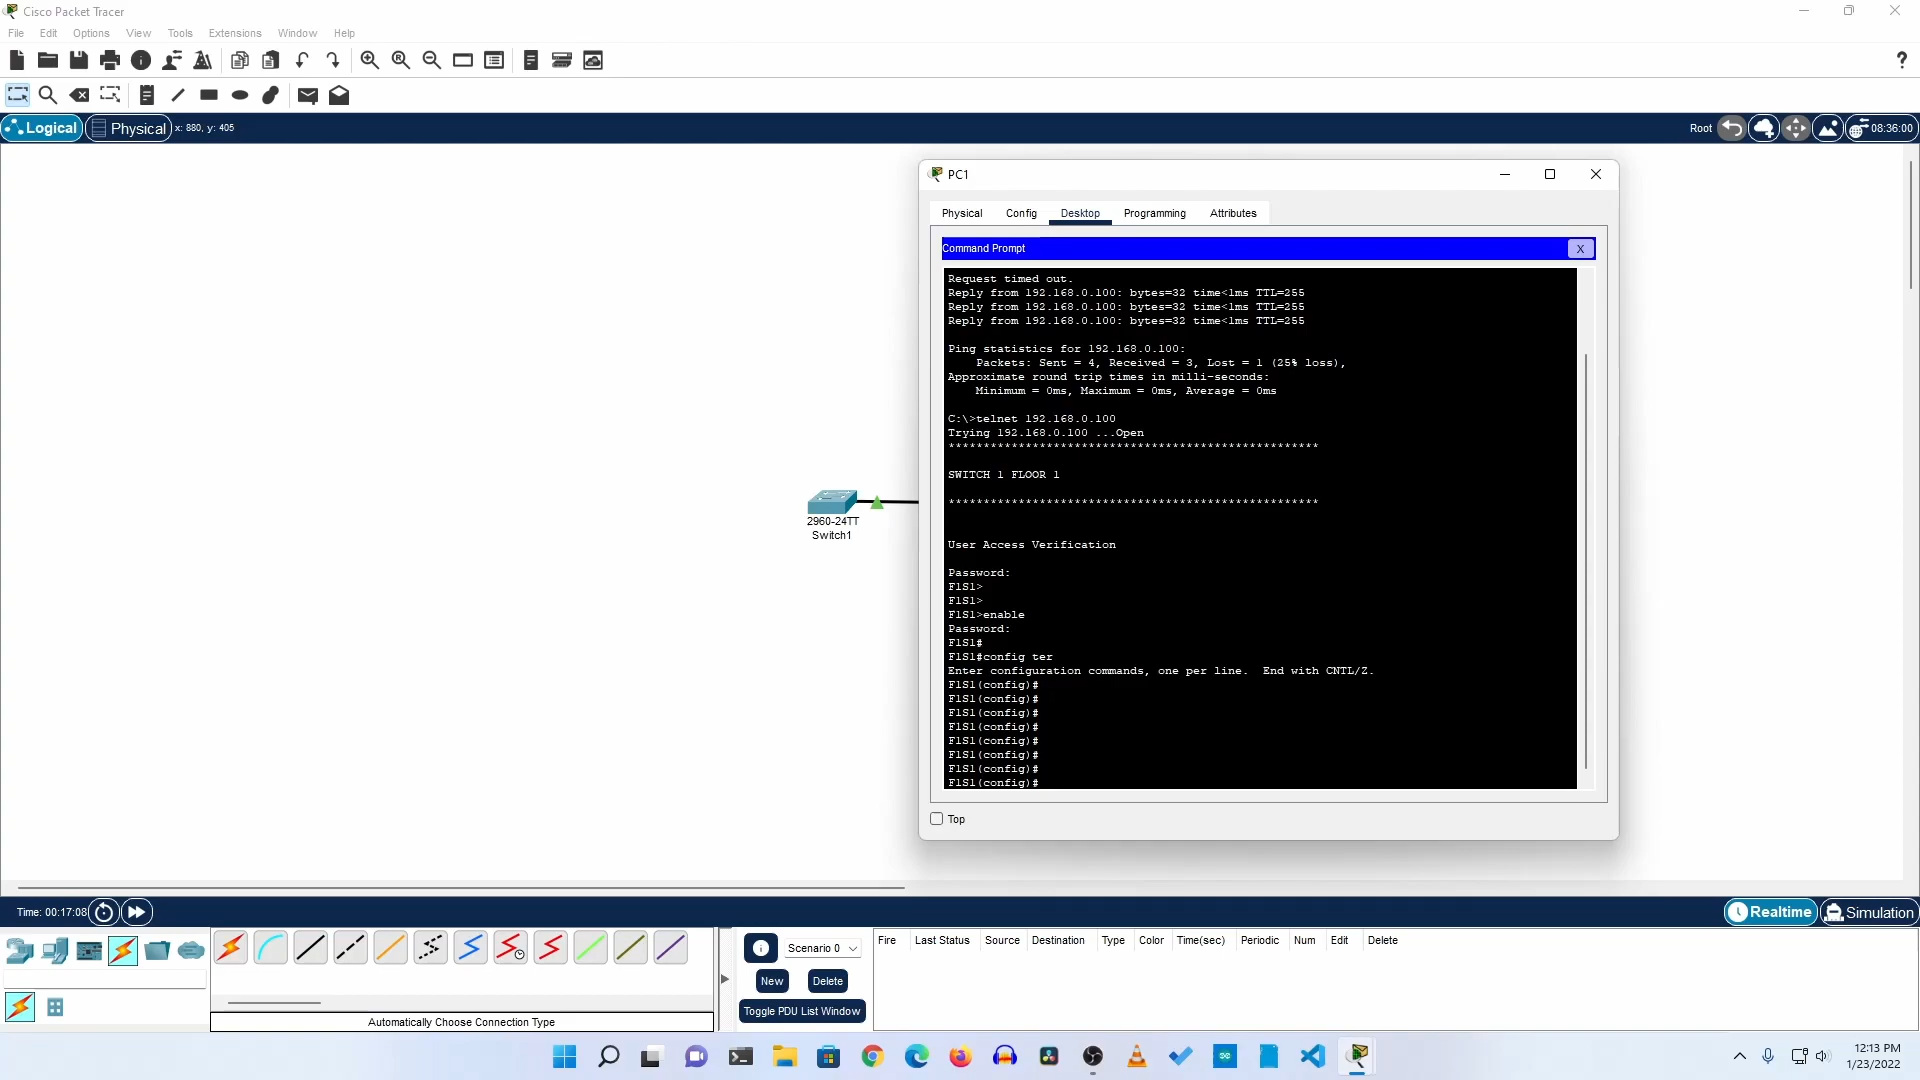 Cisco Packet Tracer
File Edit Options View Tools Extensions Window Help
Logical Physical x: 880, y: 405 Root 08:36:00
PC1
Physical Config Desktop Programming Attributes
Command Prompt X
Request timed out.
Reply from 192.168.0.100: bytes=32 time<1ms TTL=255
Reply from 192.168.0.100: bytes=32 time<1ms TTL=255
Reply from 192.168.0.100: bytes=32 time<1ms TTL=255
Ping statistics for 192.168.0.100:
Packets: Sent = 4, Received = 3, Lost = 1 (25% loss),
Approximate round trip times in milli-seconds:
Minimum = 0ms, Maximum = 0ms, Average = 0ms
C:\>telnet 192.168.0.100
Trying 192.168.0.100 ...Open
*****************************************************
SWITCH 1 FLOOR 1
*****************************************************
User Access Verification
Password:
F1S1>
F1S1>
F1S1>enable
Password:
F1S1#
F1S1#config ter
Enter configuration commands, one per line. End with CNTL/Z.
F1S1(config)#
F1S1(config)#
F1S1(config)#
F1S1(config)#
F1S1(config)#
F1S1(config)#
F1S1(config)#
F1S1(config)#
Top
2960-24TT
Switch1
Time: 00:17:08 Realtime Simulation
Scenario 0
New Delete
Toggle PDU List Window
Fire Last Status Source Destination Type Color Time(sec) Periodic Num Edit Delete
Automatically Choose Connection Type
12:13 PM
1/23/2022